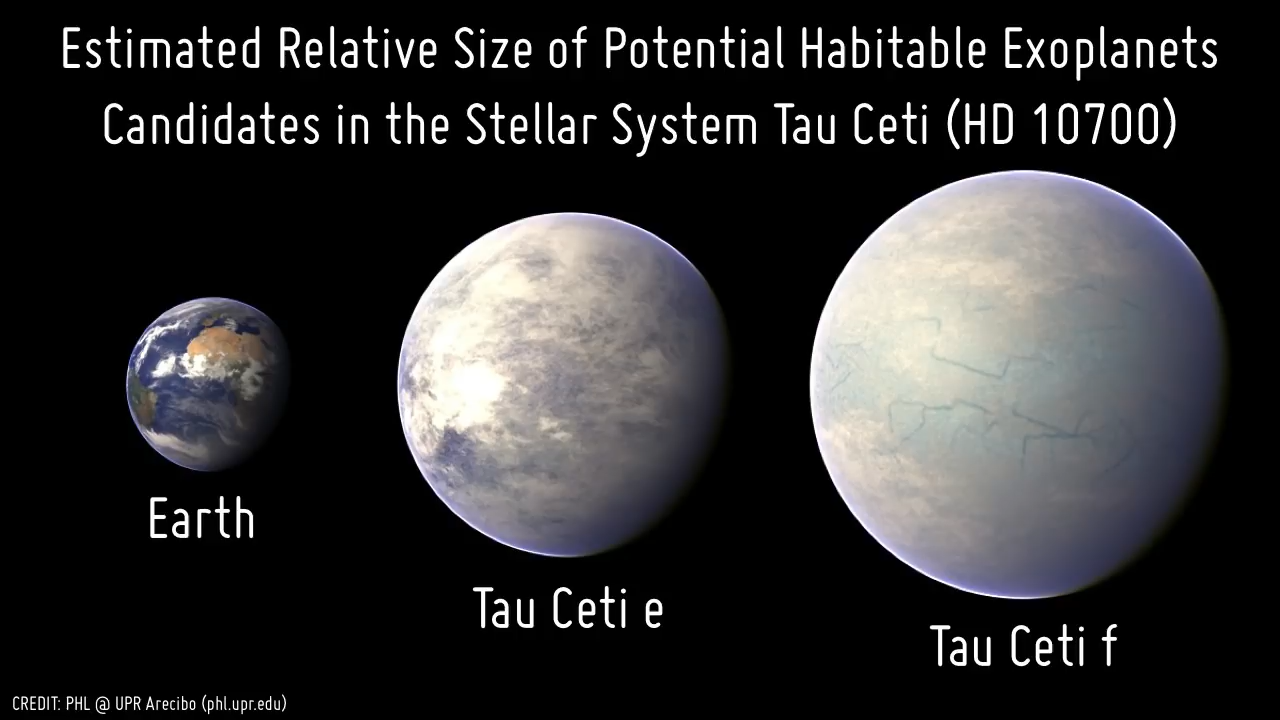 Estimated Relative Size of Potential Habitable Exoplanets
Candidates in the Stellar System Tau Ceti (HD 10700)
Earth
Tau Ceti e
Tau Ceti f
CREDIT: PHL @ UPR Arecibo (phl.upr.edu)